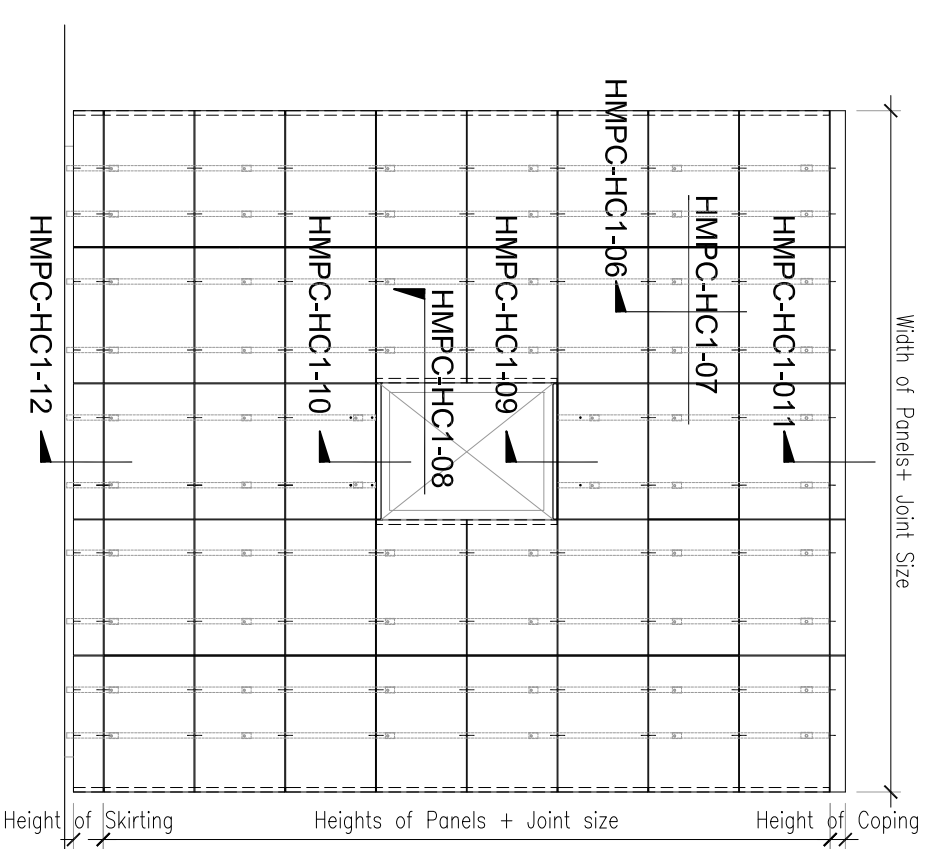 HMPC-HC1-06
HMPC-HC1-07
HMPC-HC1-011
HMPC-HC1-09
HMPC-HC1-10
HMPC-HC1-12
HMPC-HC1-08
Width of Panels+ Joint Size
Height of Skirting
Heights of Panels + Joint size
Height of Coping